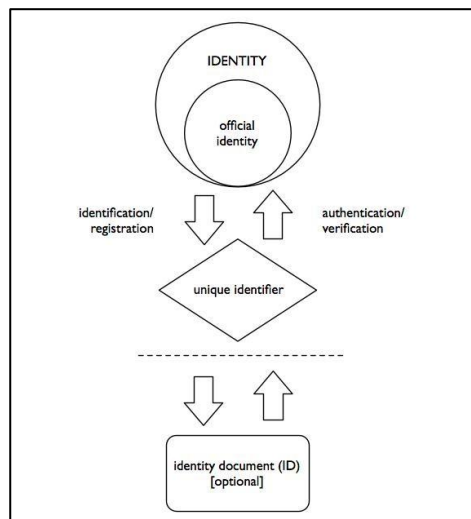 IDENTITY
official
identity
identification/
registration
authentication/
verification
unique identifier
identity document (ID)
[optional]